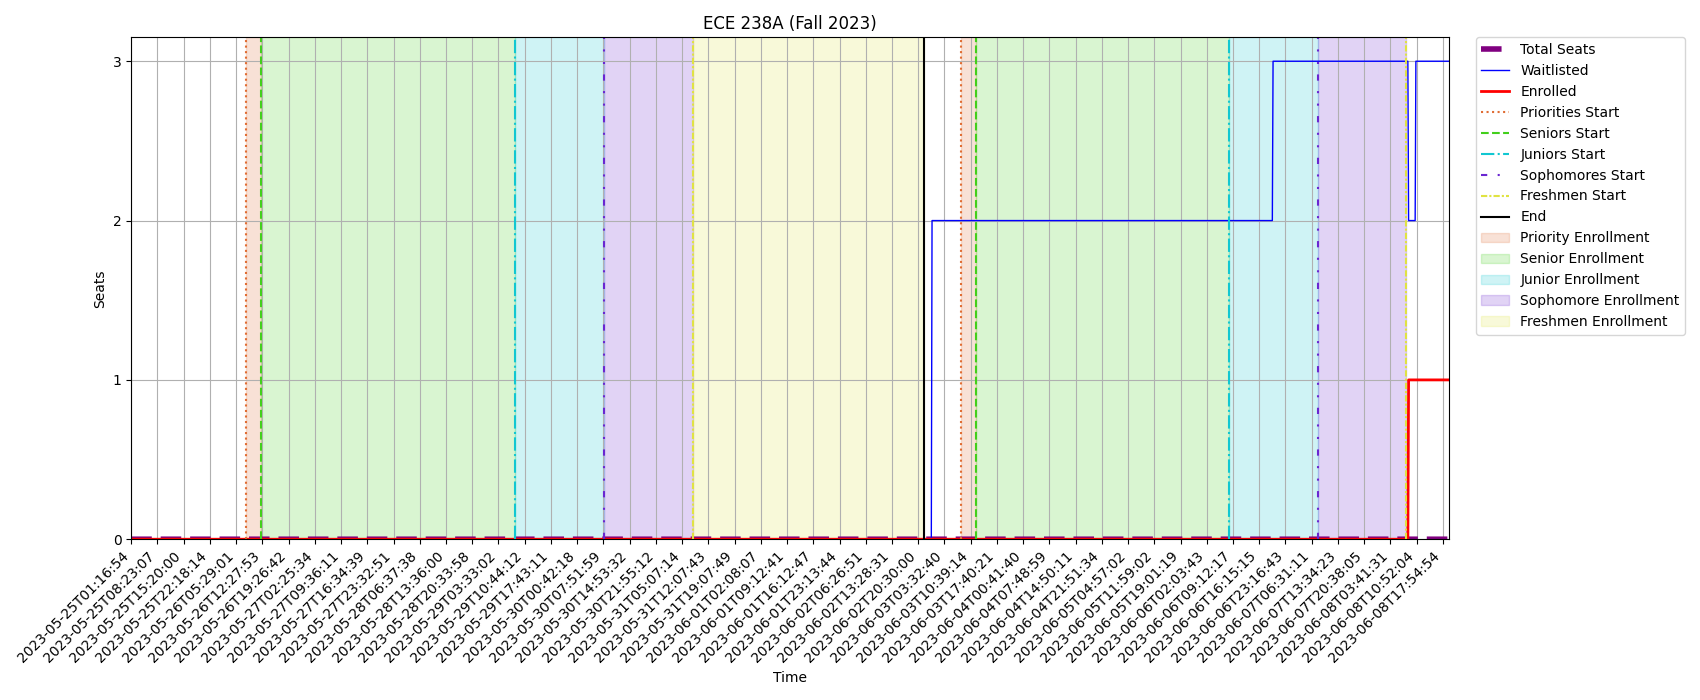 ECE 238A (Fall 2023)
3
2
1
0
Seats
2023-05-25T01:16:54
2023-05-25T08:23:07
2023-05-25T15:20:00
2023-05-25T22:18:14
2023-05-26T05:29:01
2023-05-26T12:27:53
2023-05-26T19:26:42
2023-05-27T02:25:34
2023-05-27T09:36:11
2023-05-27T16:34:39
2023-05-27T23:32:51
2023-05-28T06:37:38
2023-05-28T13:36:00
2023-05-28T20:33:58
2023-05-29T03:33:02
2023-05-29T10:44:12
2023-05-29T17:43:11
2023-05-30T00:42:18
2023-05-30T07:51:59
2023-05-30T14:53:32
2023-05-30T21:55:12
2023-05-31T05:07:14
2023-05-31T12:07:43
2023-05-31T19:07:49
2023-06-01T02:08:07
2023-06-01T09:12:41
2023-06-01T16:12:47
2023-06-01T23:13:44
2023-06-02T06:26:51
2023-06-02T13:28:31
2023-06-02T20:30:00
2023-06-03T03:32:40
2023-06-03T10:39:14
2023-06-03T17:40:21
2023-06-04T00:41:40
2023-06-04T07:48:59
2023-06-04T14:50:11
2023-06-04T21:51:34
2023-06-05T04:57:02
2023-06-05T11:59:02
2023-06-05T19:01:19
2023-06-06T02:03:43
2023-06-06T09:12:17
2023-06-06T16:15:15
2023-06-06T23:16:43
2023-06-07T06:31:11
2023-06-07T13:34:23
2023-06-07T20:38:05
2023-06-08T03:41:31
2023-06-08T10:52:04
2023-06-08T17:54:54
Time
Total Seats
Waitlisted
Enrolled
Priorities Start
Seniors Start
Juniors Start
Sophomores Start
Freshmen Start
End
Priority Enrollment
Senior Enrollment
Junior Enrollment
Sophomore Enrollment
Freshmen Enrollment